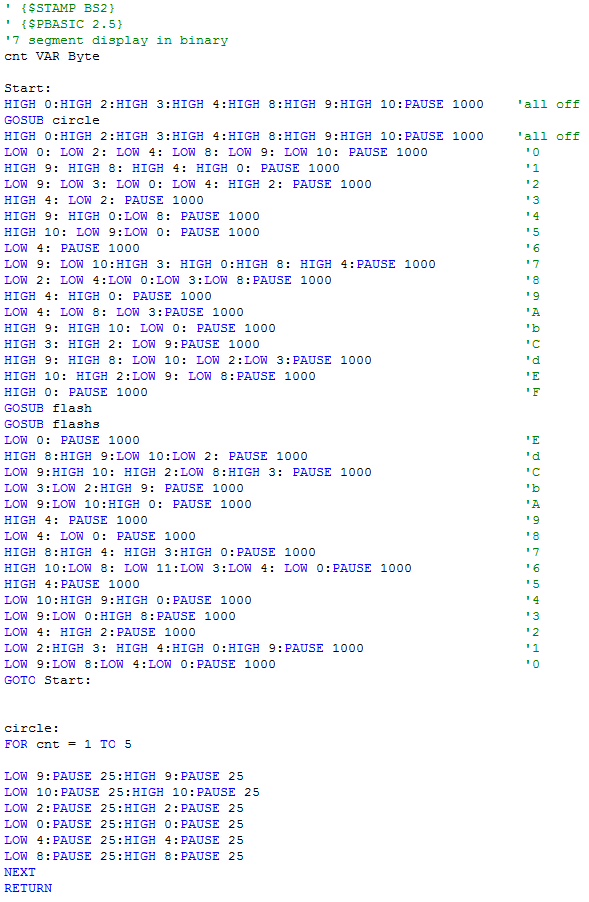 ' {$STAMP BS2}
' {$PBASIC 2.5}
'7 segment display in binary
cnt VAR Byte
Start:
HIGH 0:HIGH 2:HIGH 3:HIGH 4:HIGH 8:HIGH 9:HIGH 10:PAUSE 1000 'all off
GOSUB circle
HIGH 0:HIGH 2:HIGH 3:HIGH 4:HIGH 8:HIGH 9:HIGH 10:PAUSE 1000 'all off
LOW 0: LOW 2: LOW 4: LOW 8: LOW 9: LOW 10: PAUSE 1000 '0
HIGH 9: HIGH 8: HIGH 4: HIGH 0: PAUSE 1000 '1
LOW 9: LOW 3: LOW 0: LOW 4: HIGH 2: PAUSE 1000 '2
HIGH 4: LOW 2: PAUSE 1000 '3
HIGH 9: HIGH 0:LOW 8: PAUSE 1000 '4
HIGH 10: LOW 9:LOW 0: PAUSE 1000 '5
LOW 4: PAUSE 1000 '6
LOW 9: LOW 10:HIGH 3: HIGH 0:HIGH 8: HIGH 4:PAUSE 1000 '7
LOW 2: LOW 4:LOW 0:LOW 3:LOW 8:PAUSE 1000 '8
HIGH 4: HIGH 0: PAUSE 1000 '9
LOW 4: LOW 8: LOW 3:PAUSE 1000 'A
HIGH 9: HIGH 10: LOW 0: PAUSE 1000 'b
HIGH 3: HIGH 2: LOW 9:PAUSE 1000 'C
HIGH 9: HIGH 8: LOW 10: LOW 2:LOW 3:PAUSE 1000 'd
HIGH 10: HIGH 2:LOW 9: LOW 8:PAUSE 1000 'E
HIGH 0: PAUSE 1000 'F
GOSUB flash
GOSUB flashs
LOW 0: PAUSE 1000 'E
HIGH 8:HIGH 9:LOW 10:LOW 2: PAUSE 1000 'd
LOW 9:HIGH 10: HIGH 2:LOW 8:HIGH 3: PAUSE 1000 'C
LOW 3:LOW 2:HIGH 9: PAUSE 1000 'b
LOW 9:LOW 10:HIGH 0: PAUSE 1000 'A
HIGH 4: PAUSE 1000 '9
LOW 4: LOW 0: PAUSE 1000 '8
HIGH 8:HIGH 4: HIGH 3:HIGH 0:PAUSE 1000 '7
HIGH 10:LOW 8: LOW 11:LOW 3:LOW 4: LOW 0:PAUSE 1000 '6
HIGH 4:PAUSE 1000 '5
LOW 10:HIGH 9:HIGH 0:PAUSE 1000 '4
LOW 9:LOW 0:HIGH 8:PAUSE 1000 '3
LOW 4: HIGH 2:PAUSE 1000 '2
LOW 2:HIGH 3: HIGH 4:HIGH 0:HIGH 9:PAUSE 1000 '1
LOW 9:LOW 8:LOW 4:LOW 0:PAUSE 1000 '0
GOTO Start:
circle:
FOR cnt = 1 TO 5
LOW 9:PAUSE 25:HIGH 9:PAUSE 25
LOW 10:PAUSE 25:HIGH 10:PAUSE 25
LOW 2:PAUSE 25:HIGH 2:PAUSE 25
LOW 0:PAUSE 25:HIGH 0:PAUSE 25
LOW 4:PAUSE 25:HIGH 4:PAUSE 25
LOW 8:PAUSE 25:HIGH 8:PAUSE 25
NEXT
RETURN